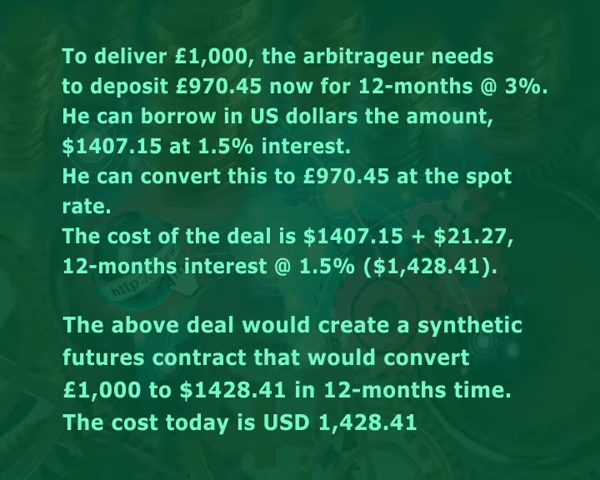 To deliver £1,000, the arbitrageur needs
to deposit £970.45 now for 12-months @ 3%.
He can borrow in US dollars the amount,
$1407.15 at 1.5% interest.
He can convert this to £970.45 at the spot
rate.
The cost of the deal is $1407.15 + $21.27,
12-months interest @ 1.5% ($1,428.41).
The above deal would create a synthetic
futures contract that would convert
£1,000 to $1428.41 in 12-months time.
The cost today is USD 1,428.41
http:/